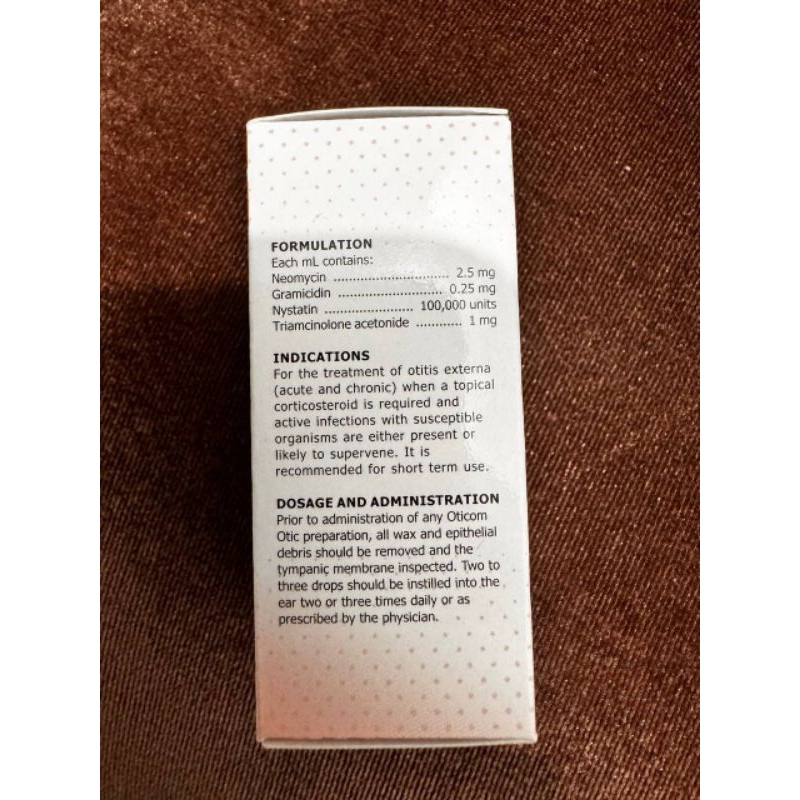 FORMULATION
Each mL contains:
Neomycin .............................. 2.5 mg
Gramicidin ........................... 0.25 mg
Nystatin ....................... 100,000 units
Triamcinolone acetonide ............ 1 mg
INDICATIONS
For the treatment of otitis externa
(acute and chronic) when a topical
corticosteroid is required and
active infections with susceptible
organisms are either present or
likely to supervene. It is
recommended for short term use.
DOSAGE AND ADMINISTRATION
Prior to administration of any Oticom
Otic preparation, all wax and epithelial
debris should be removed and the
tympanic membrane inspected. Two to
three drops should be instilled into the
ear two or three times daily or as
prescribed by the physician.